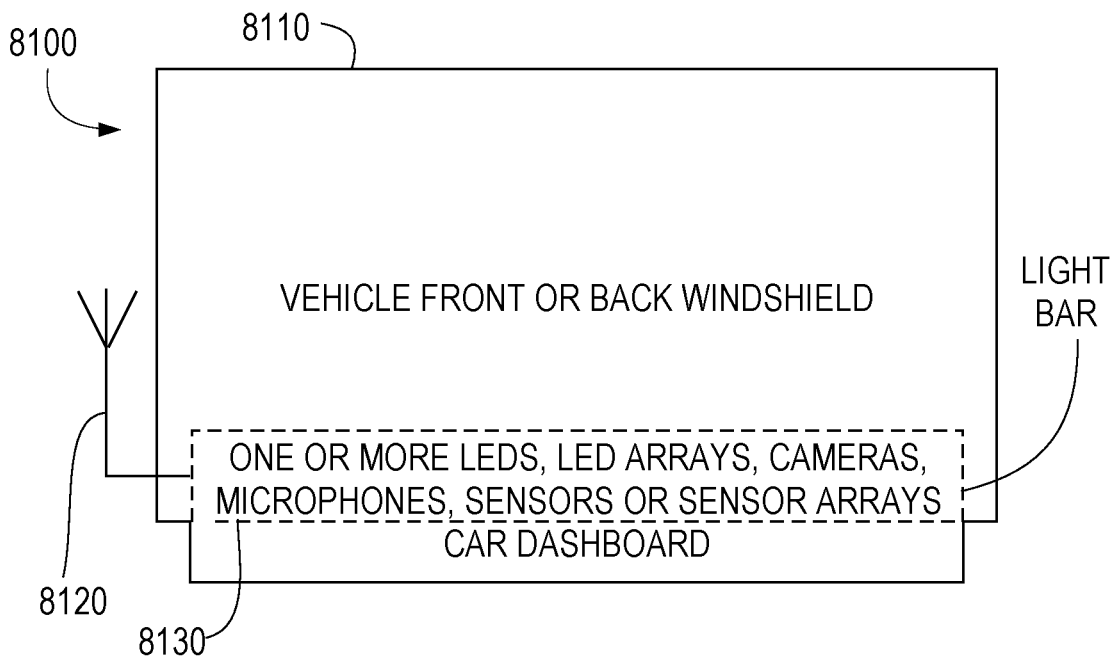 8100
8110
VEHICLE FRONT OR BACK WINDSHIELD
LIGHT
BAR
ONE OR MORE LEDS, LED ARRAYS, CAMERAS,
MICROPHONES, SENSORS OR SENSOR ARRAYS
CAR DASHBOARD
8120
8130